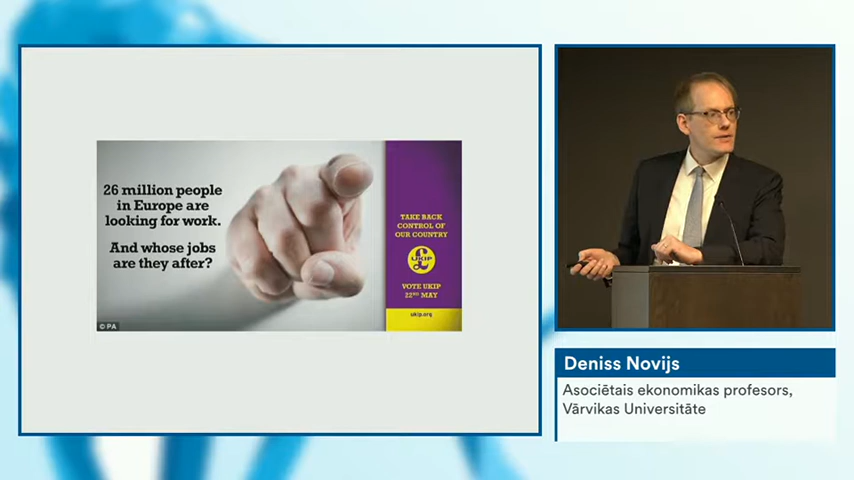 26 million people
in Europe are
looking for work.
And whose jobs
are they after?
TAKE BACK
CONTROL OF
OUR COUNTRY
UKIP
VOTE UKIP
22ND MAY
ukip.org
© PA
Deniss Novijs
Asociētais ekonomikas profesors,
Vārvikas Universitāte